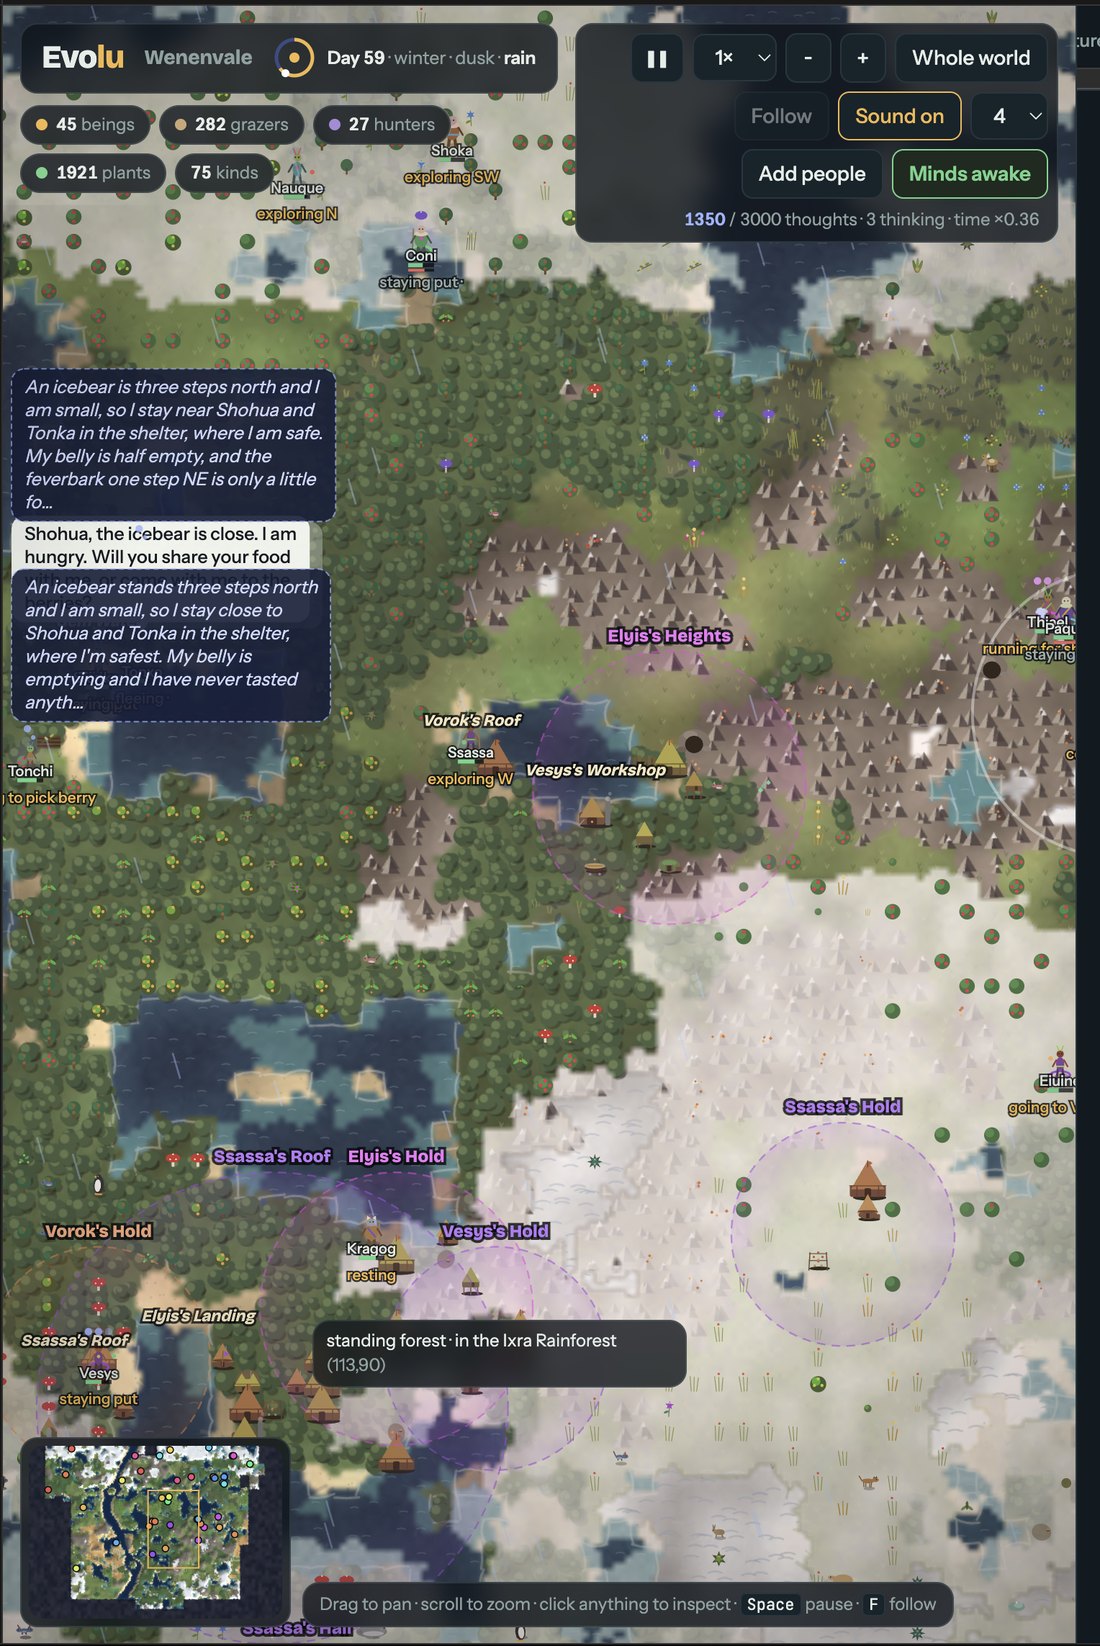 Evolu Wenenvale Day 59 · winter · dusk · rain
45 beings 282 grazers 27 hunters
1921 plants 75 kinds
1× - + Whole world
Follow Sound on 4
Add people Minds awake
1350 / 3000 thoughts · 3 thinking · time ×0.36
Shoka
exploring SW
Nauque
exploring N
Coni
staying put
An icebear is three steps north and I
am small, so I stay near Shohua and
Tonka in the shelter, where I am safe.
My belly is half empty, and the
feverbark one step NE is only a little
fo...
Shohua, the icebear is close. I am
hungry. Will you share your food
An icebear stands three steps north
and I am small, so I stay close to
Shohua and Tonka in the shelter,
where I'm safest. My belly is
emptying and I have never tasted
anyth...
Elyis's Heights
staying
Vorok's Roof
Ssassa
exploring W
Vesys's Workshop
Tonchi
to pick berry
Ssassa's Hold
going to
Ssassa's Roof Elyis's Hold
Vorok's Hold
Vesys's Hold
Kragog
resting
Elyis's Landing
Ssassa's Roof
Vesys
staying put
standing forest · in the Ixra Rainforest
(113,90)
Drag to pan · scroll to zoom · click anything to inspect · Space pause · F follow
Ssassa's Hall